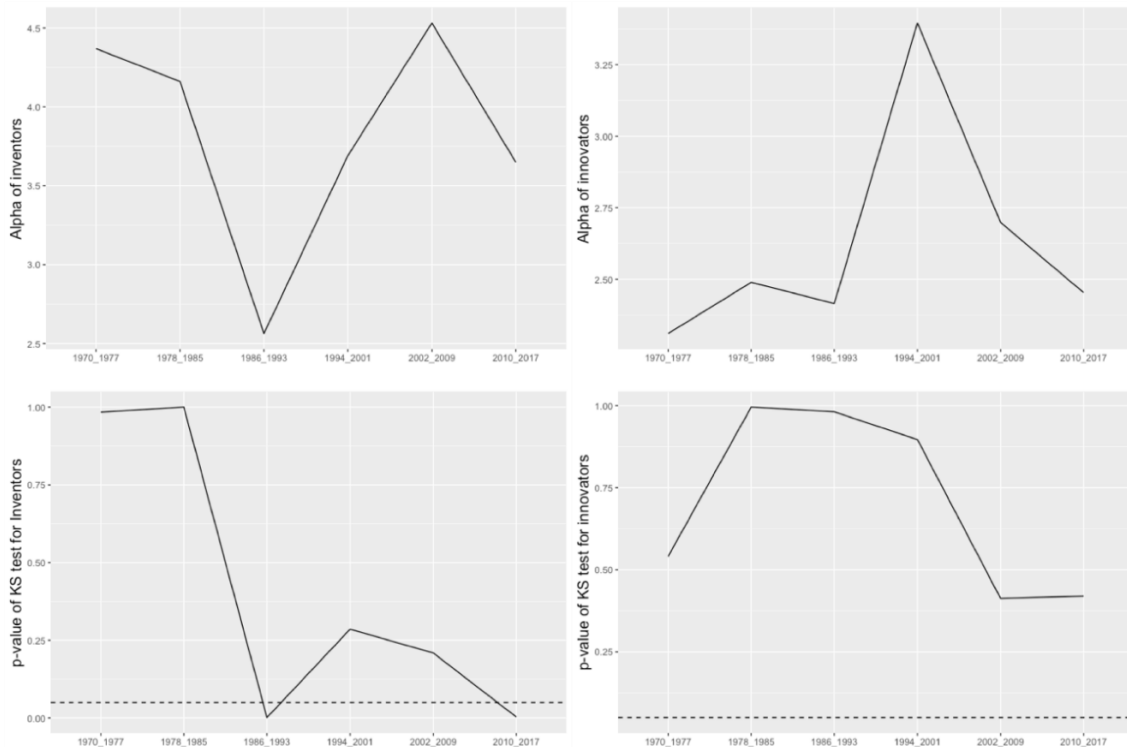 Alpha of inventors
4.5
4.0
3.5
3.0
2.5
1970_1977 1978_1985 1986_1993 1994_2001 2002_2009 2010_2017
Alpha of innovators
3.25
3.00
2.75
2.50
1970_1977 1978_1985 1986_1993 1994_2001 2002_2009 2010_2017
p-value of KS test for Inventors
1.00
0.75
0.50
0.25
0.00
1970_1977 1978_1985 1986_1993 1994_2001 2002_2009 2010_2017
p-value of KS test for innovators
1.00
0.75
0.50
0.25
1970_1977 1978_1985 1986_1993 1994_2001 2002_2009 2010_2017